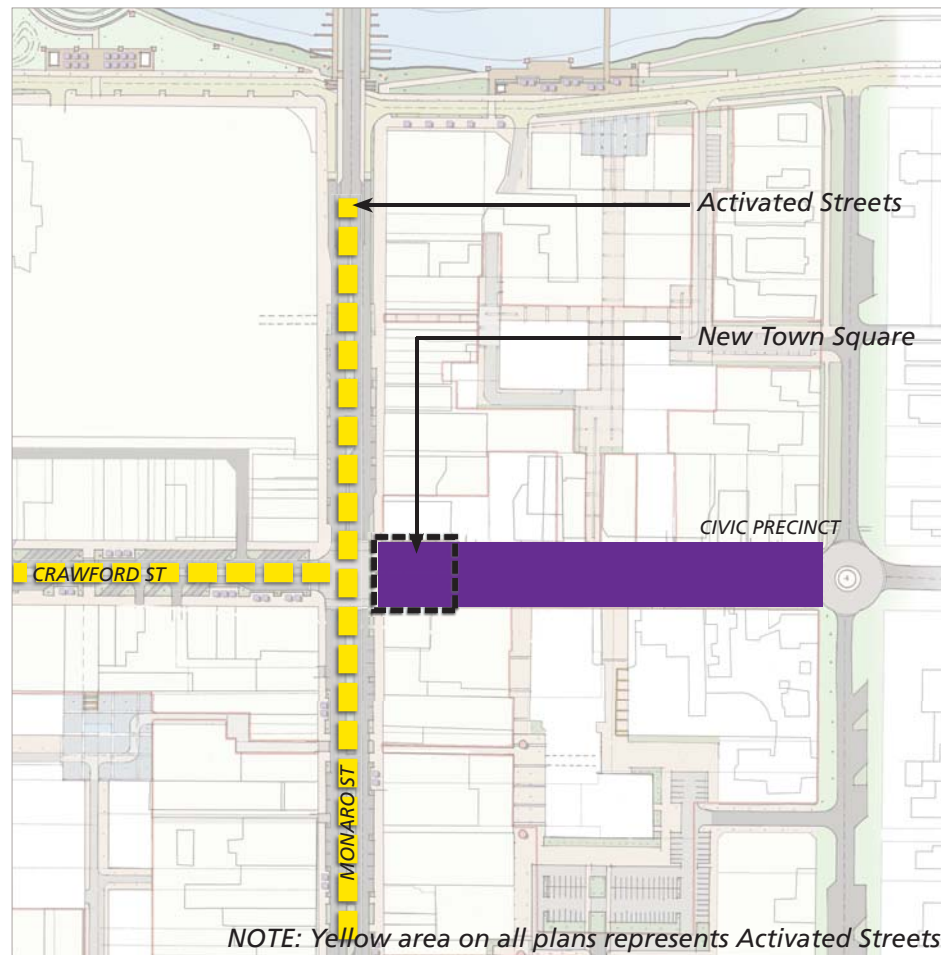 Activated Streets
New Town Square
CIVIC PRECINCT
CRAWFORD ST
MONARO ST
NOTE: Yellow area on all plans represents Activated Streets